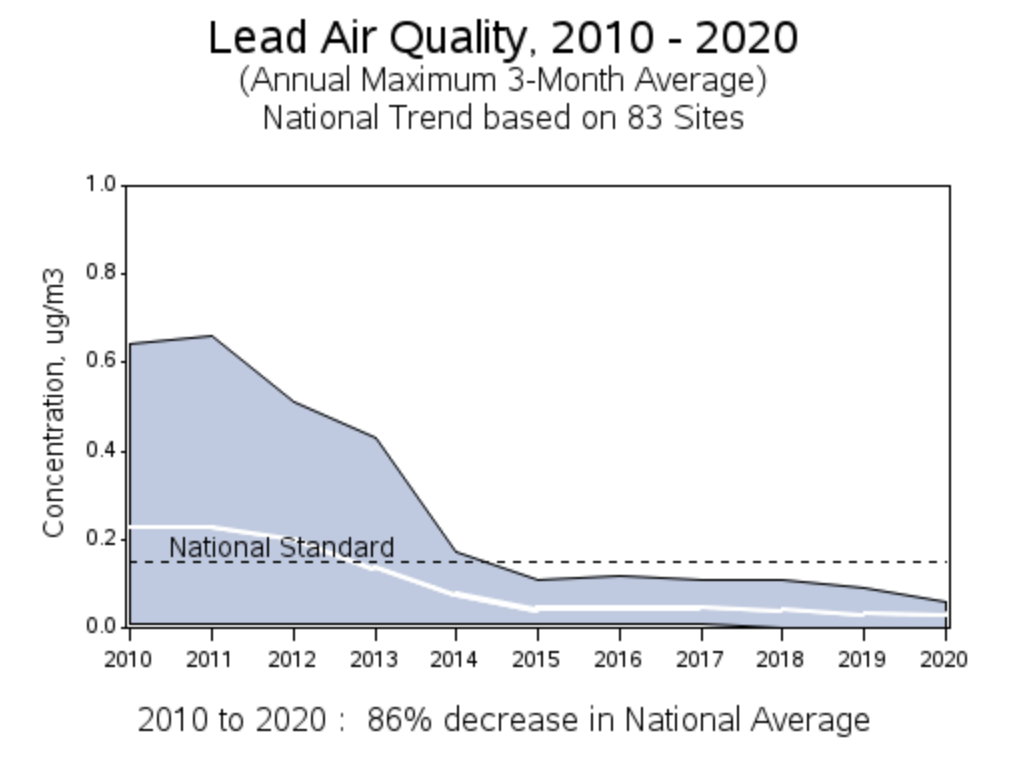 Lead Air Quality, 2010 - 2020
(Annual Maximum 3-Month Average)
National Trend based on 83 Sites
Concentration, ug/m3
1.0
0.8
0.6
0.4
0.2
0.0
National Standard
2010 2011 2012 2013 2014 2015 2016 2017 2018 2019 2020
2010 to 2020 : 86% decrease in National Average